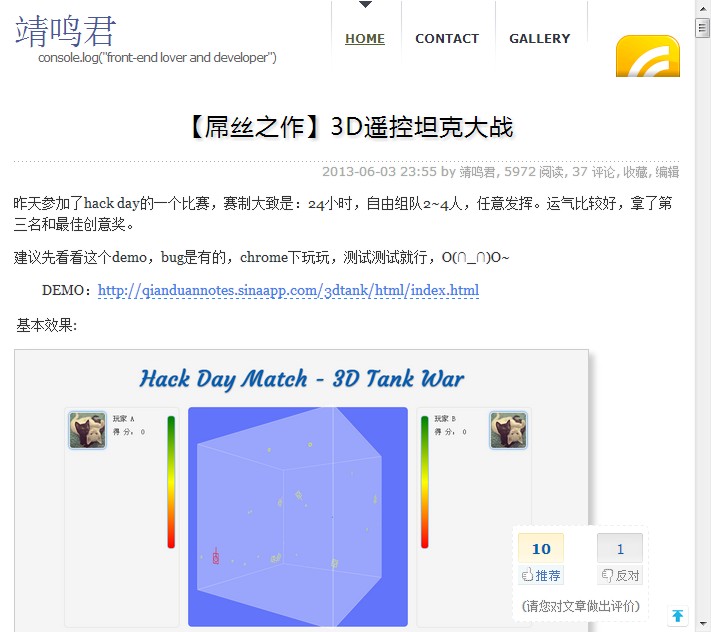 靖鸣君
console.log("front-end lover and developer")
HOME
CONTACT
GALLERY
【屌丝之作】3D遥控坦克大战
2013-06-03 23:55 by 靖鸣君, 5972 阅读, 37 评论, 收藏, 编辑
昨天参加了hack day的一个比赛，赛制大致是：24小时，自由组队2~4人，任意发挥。运气比较好，拿了第
三名和最佳创意奖。
建议先看看这个demo，bug是有的，chrome下玩玩，测试测试就行，O(∩_∩)O~
DEMO：http://qianduannotes.sinaapp.com/3dtank/html/index.html
基本效果:
Hack Day Match - 3D Tank War
玩家 A
得 分： 0
玩家 B
得 分： 0
10
1
推荐
反对
(请您对文章做出评价)